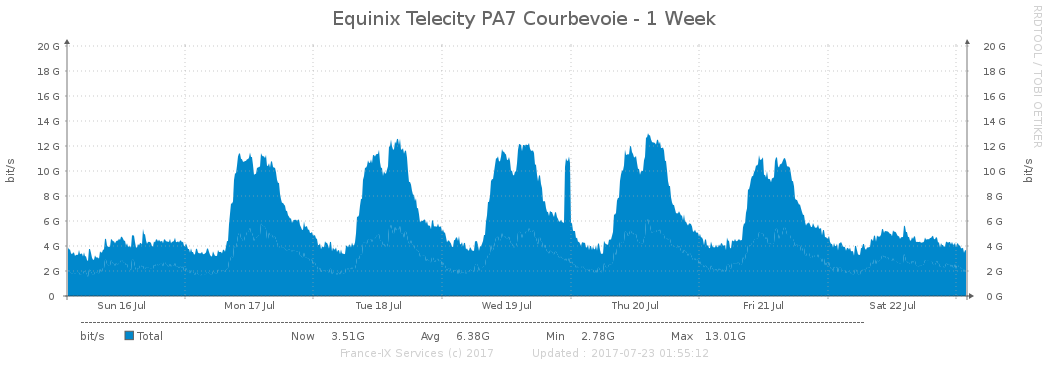 Equinix Telecity PA7 Courbevoie - 1 Week
RRDTOOL / TOBI OETIKER
bit/s
20 G 20 G
18 G 18 G
16 G 16 G
14 G 14 G
12 G 12 G
10 G 10 G
8 G 8 G
6 G 6 G
4 G 4 G
2 G 2 G
0 0 G
bit/s
Sun 16 Jul Mon 17 Jul Tue 18 Jul Wed 19 Jul Thu 20 Jul Fri 21 Jul Sat 22 Jul
bit/s Total Now 3.51G Avg 6.38G Min 2.78G Max 13.01G
France-IX Services (c) 2017 Updated : 2017-07-23 01:55:12